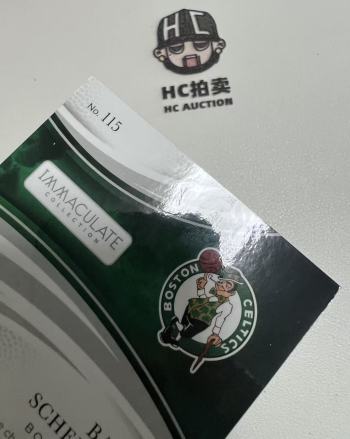 HC
HC拍卖
HC AUCTION
No. 115
IMMACULATE
COLLECTION
BOSTON
CELTICS